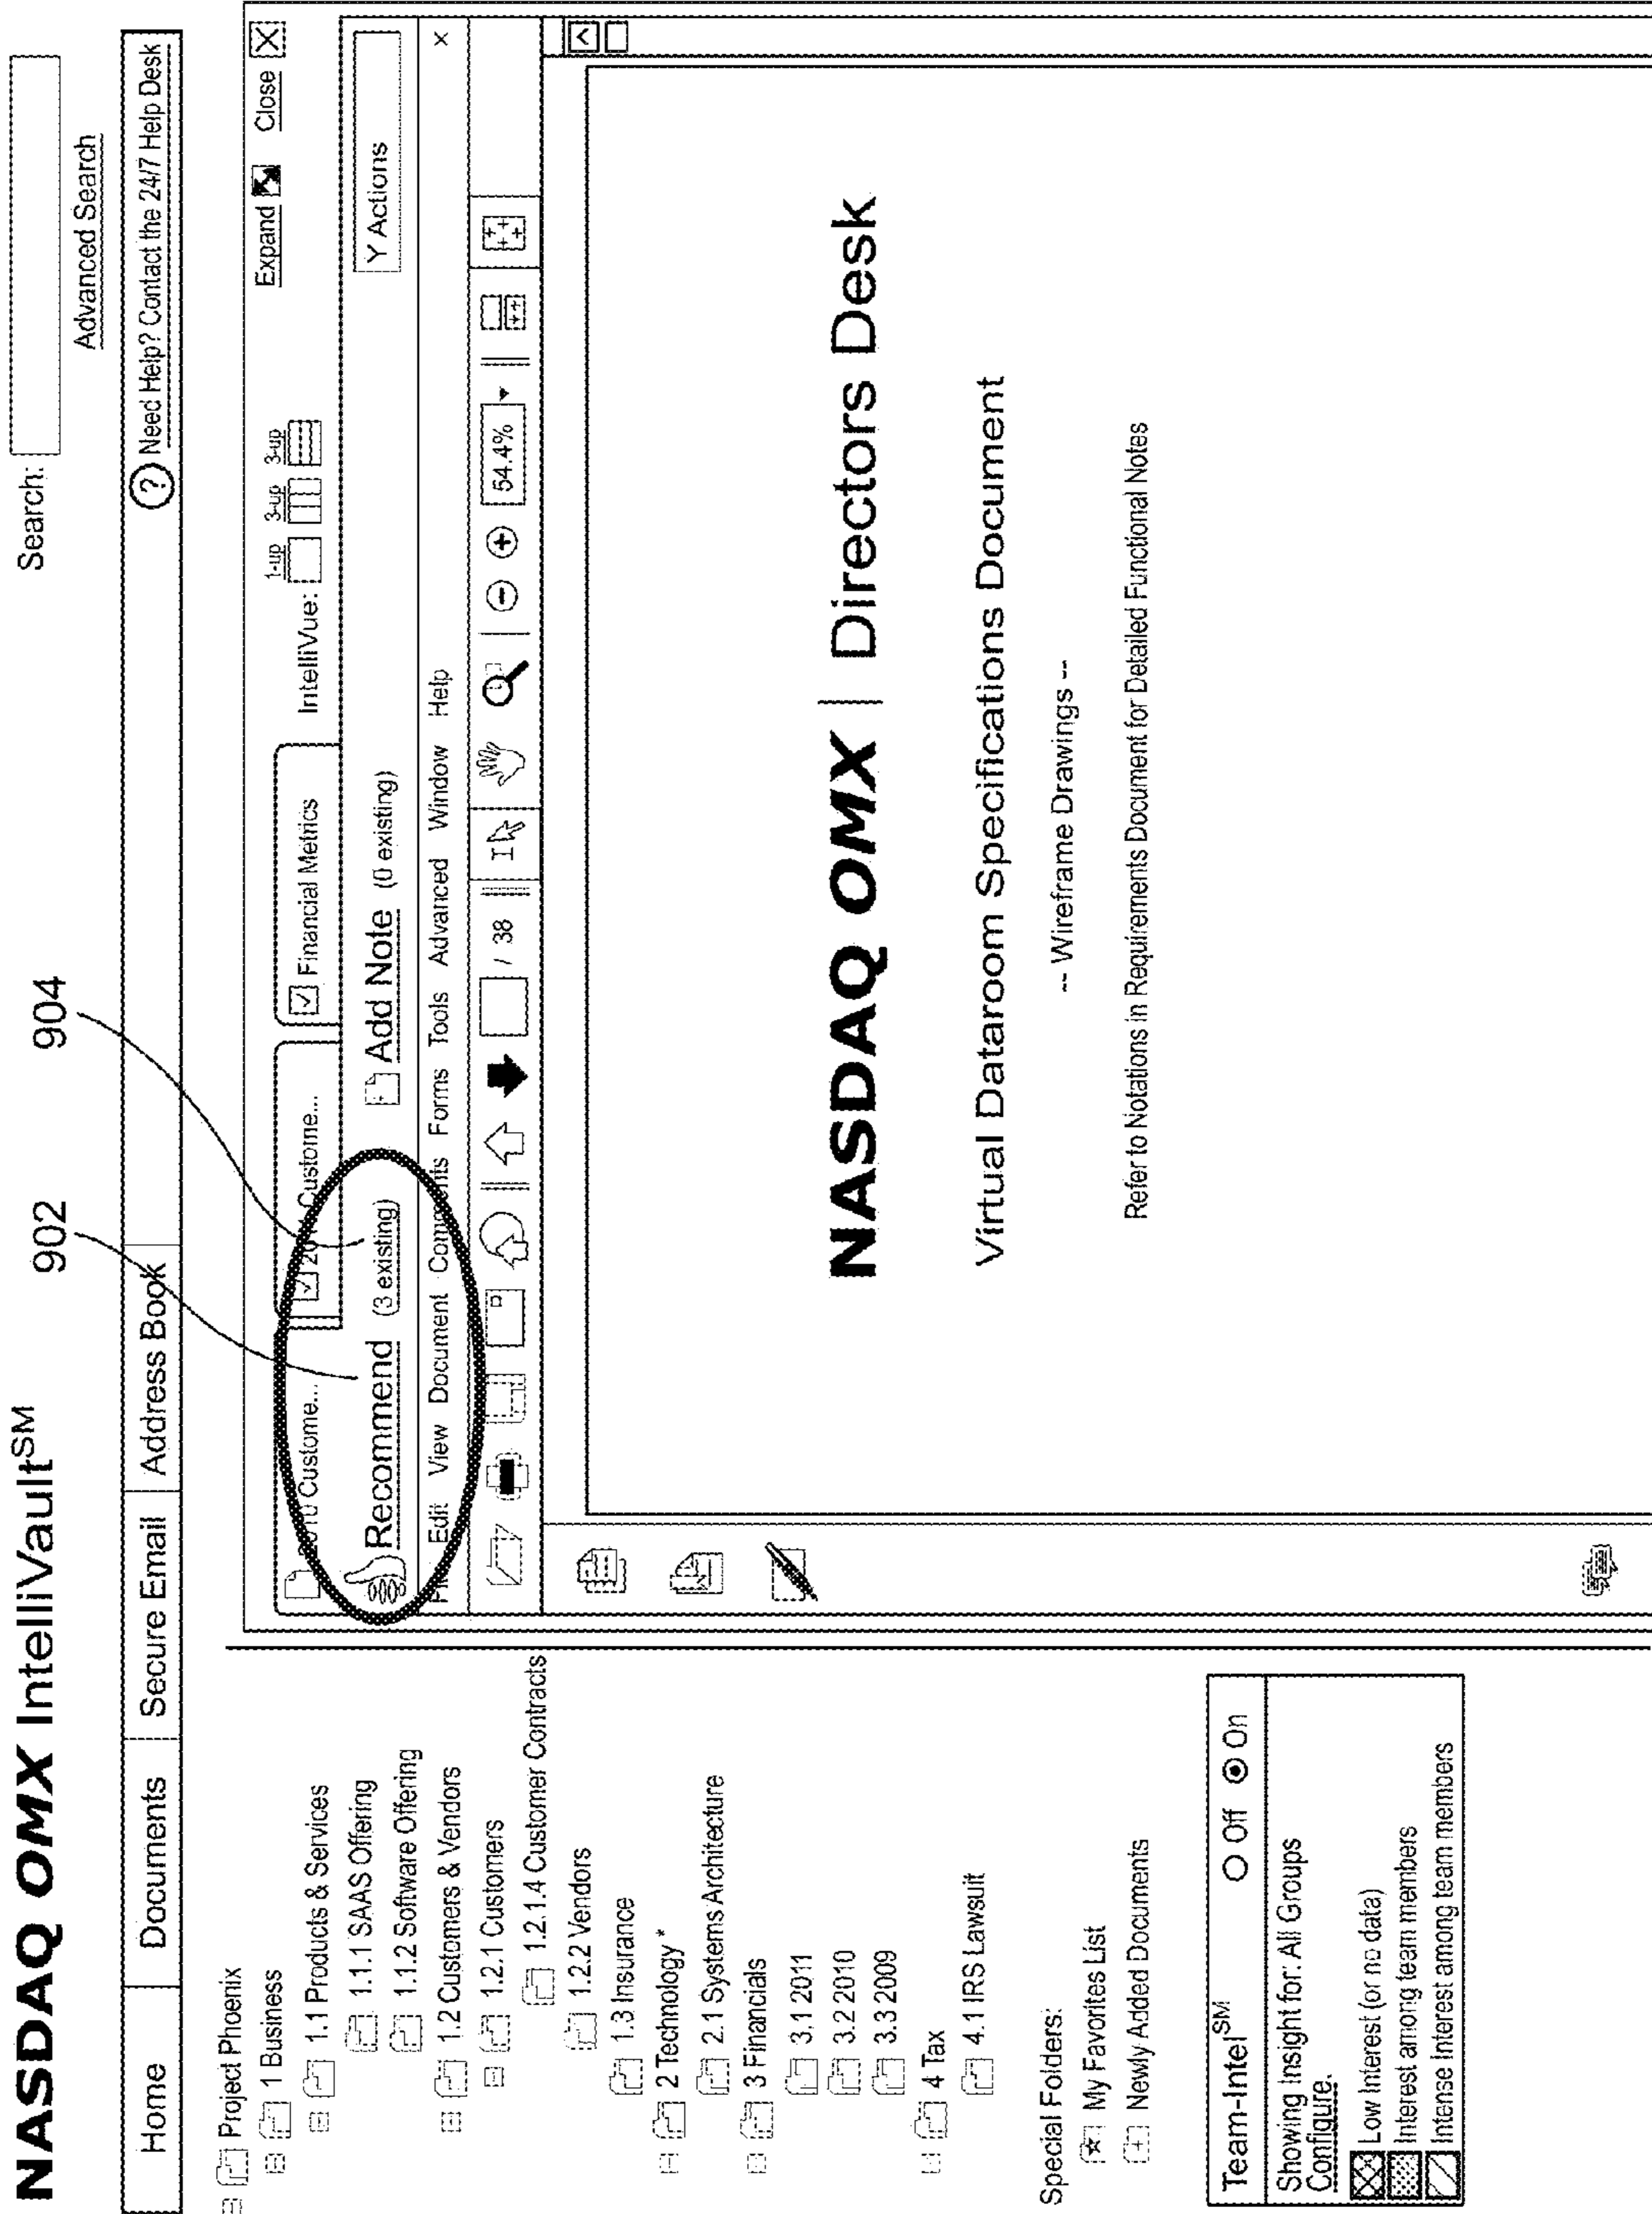 NASDAQ OMX IntelliVault℠
Search:
Advanced Search
Home
Documents
Secure Email
Address Book
? Need Help? Contact the 24/7 Help Desk
902
904
Project Phoenix
1 Business
1.1 Products & Services
1.1.1 SAAS Offering
1.1.2 Software Offering
1.2 Customers & Vendors
1.2.1 Customers
1.2.1.4 Customer Contracts
1.2.2 Vendors
1.3 Insurance
2 Technology *
2.1 Systems Architecture
3 Financials
3.1 2011
3.2 2010
3.3 2009
4 Tax
4.1 IRS Lawsuit
Special Folders:
My Favorites List
Newly Added Documents
Team-Intel℠ Off On
Showing Insight for: All Groups
Configure.
Low Interest (or no data)
Interest among team members
Intense Interest among team members
Expand Close X
2010 Custome...
Custome...
Financial Metrics
IntelliVue:
1-up
3-up
3-up
Recommend (3 existing)
Add Note (0 existing)
Y Actions
Edit View Document Comments Forms Tools Advanced Window Help x
/ 38
54.4%
NASDAQ OMX | Directors Desk
Virtual Dataroom Specifications Document
-- Wireframe Drawings --
Refer to Notations in Requirements Document for Detailed Functional Notes